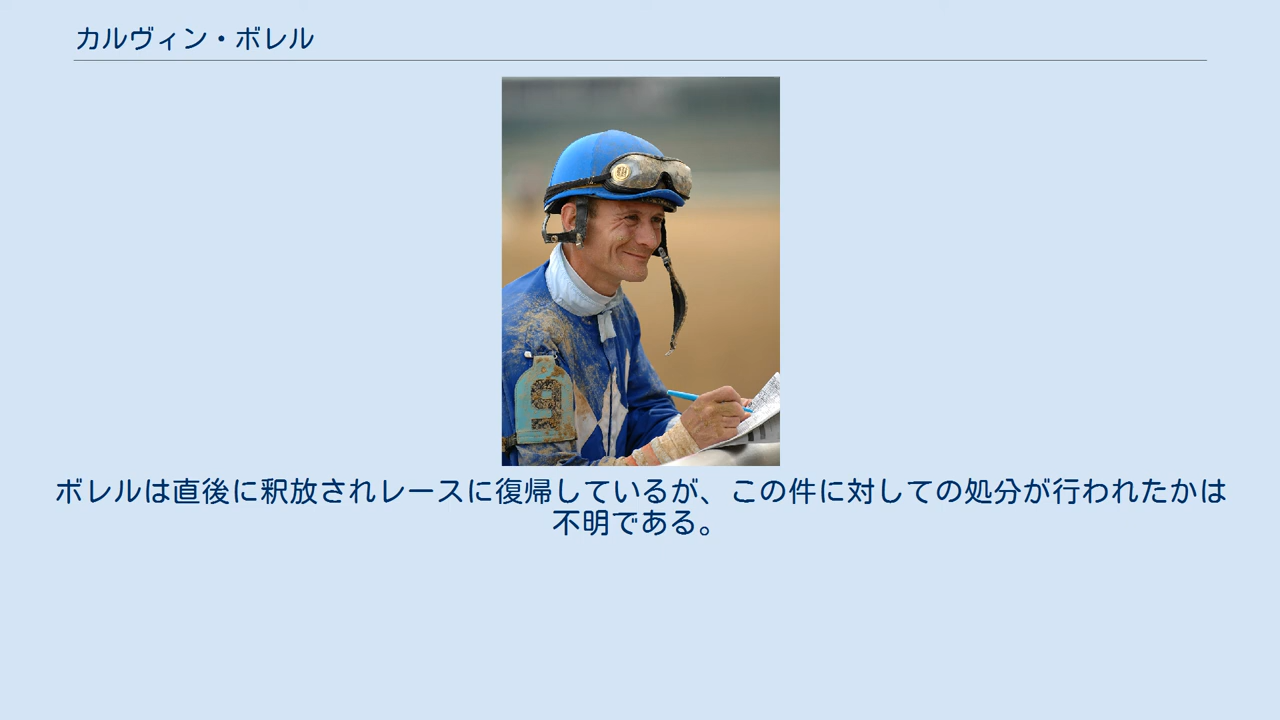 カルヴィン・ボレル
9
ボレルは直後に釈放されレースに復帰しているが、この件に対しての処分が行われたかは
不明である。